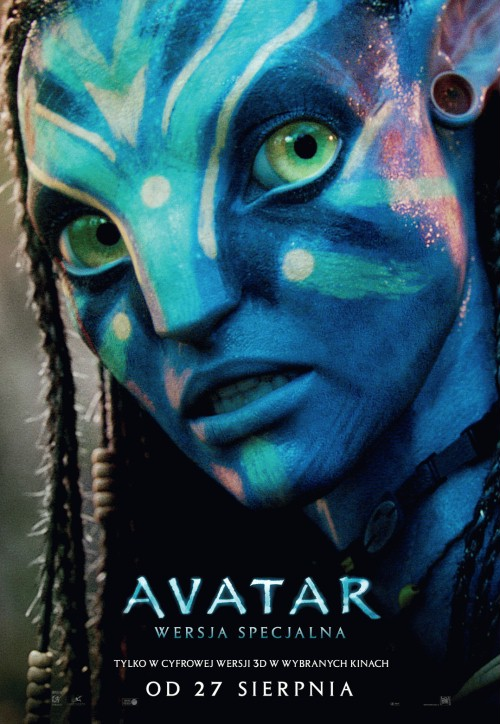 AVATAR
WERSJA SPECJALNA
TYLKO W CYFROWEJ WERSJI 3D W WYBRANYCH KINACH
OD 27 SIERPNIA